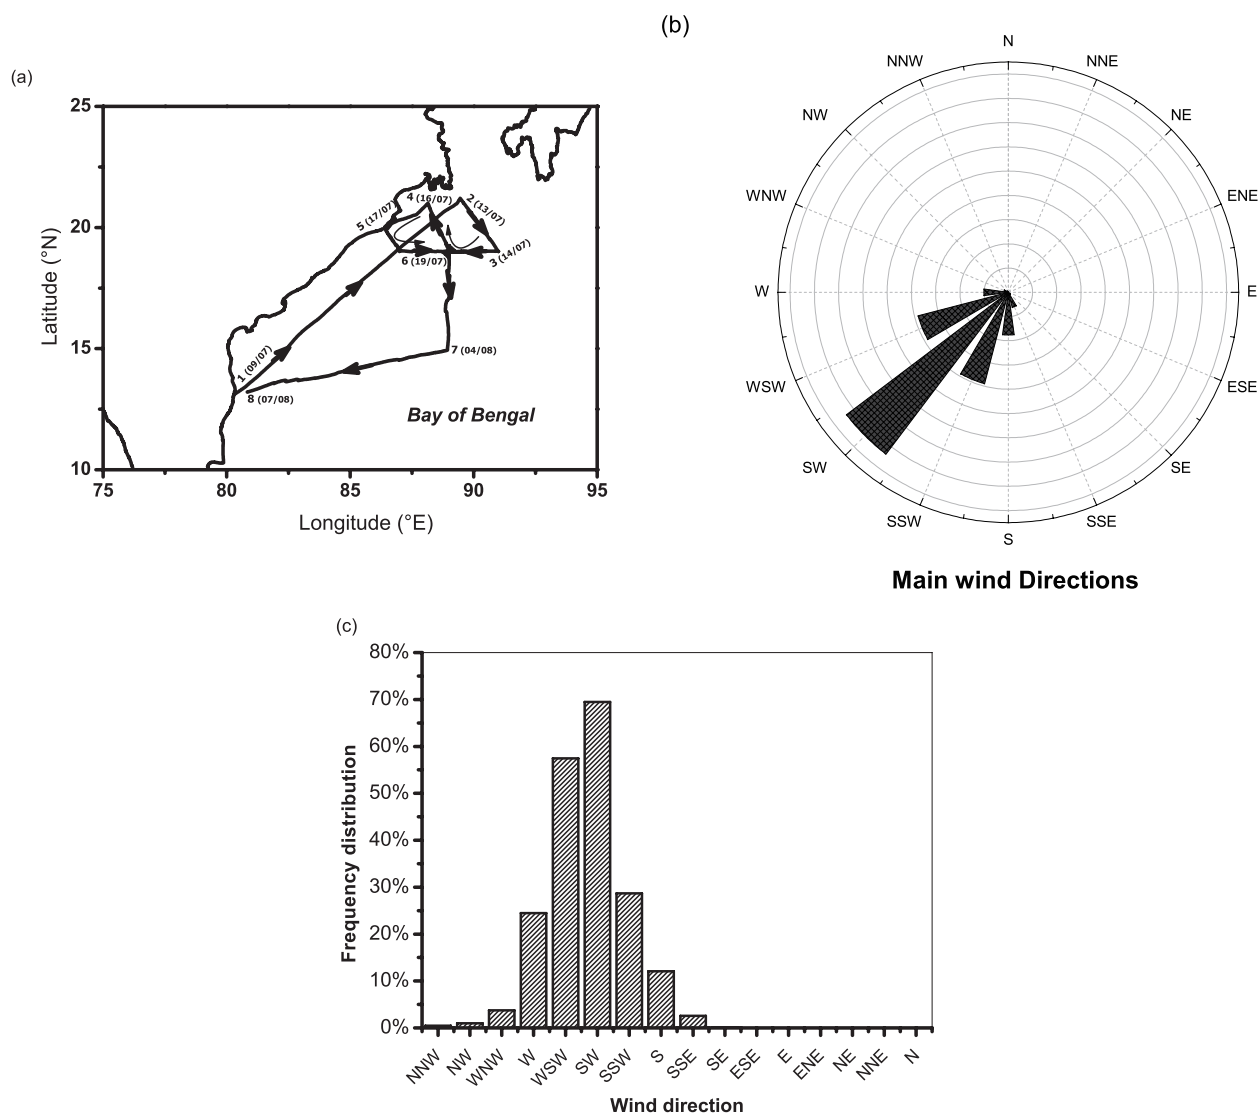 (a)
25
20
15
10
75
80
85
90
95
Latitude (°N)
Longitude (°E)
1 (09/07)
2 (13/07)
3 (14/07)
4 (16/07)
5 (17/07)
6 (19/07)
7 (04/08)
8 (07/08)
Bay of Bengal
(b)
N
NNE
NE
ENE
E
ESE
SE
SSE
S
SSW
SW
WSW
W
WNW
NW
NNW
Main wind Directions
(c)
80%
70%
60%
50%
40%
30%
20%
10%
0%
Frequency distribution
NNW
NW
WNW
W
WSW
SW
SSW
S
SSE
SE
ESE
E
ENE
NE
NNE
N
Wind direction